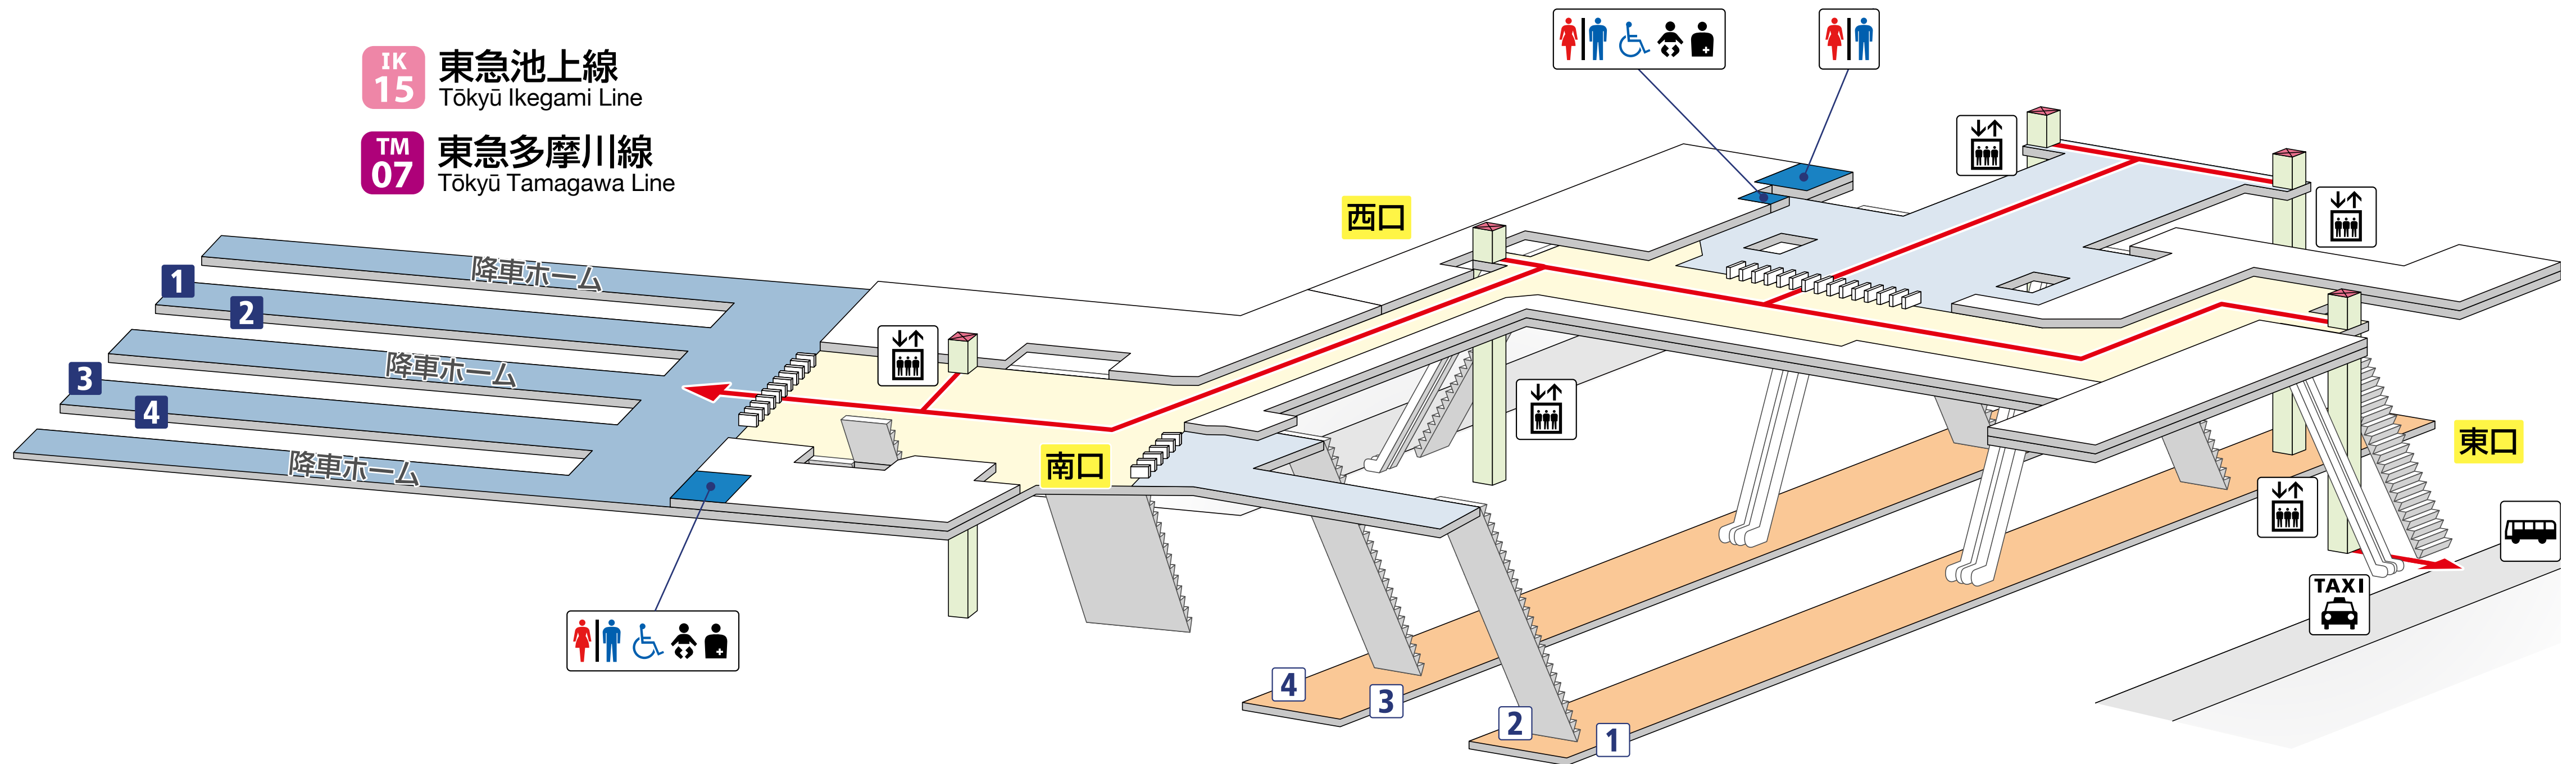 IK
15
東急池上線
Tōkyū Ikegami Line
TM
07
東急多摩川線
Tōkyū Tamagawa Line
西口
降車ホーム
1
2
降車ホーム
3
4
降車ホーム
南口
東口
TAXI
4
3
2
1